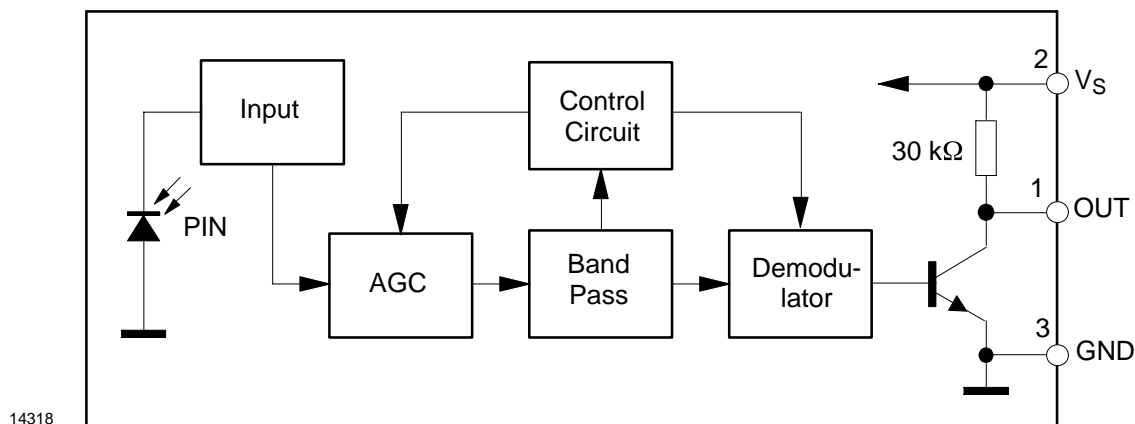 2
VS
Input
Control
Circuit
30 kΩ
1
OUT
PIN
AGC
Band
Pass
Demodu-
lator
3
GND
14318